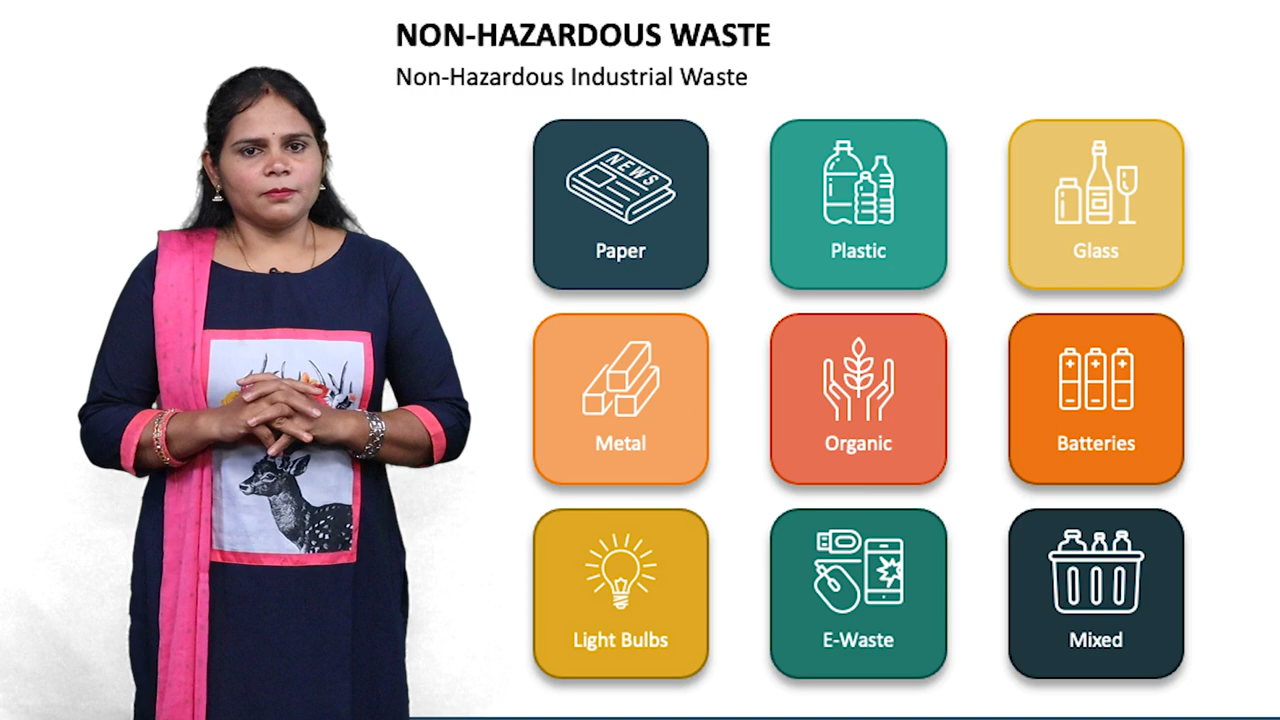 NON-HAZARDOUS WASTE
Non-Hazardous Industrial Waste
NEWS
Paper
Plastic
Glass
Metal
Organic
Batteries
Light Bulbs
E-Waste
Mixed